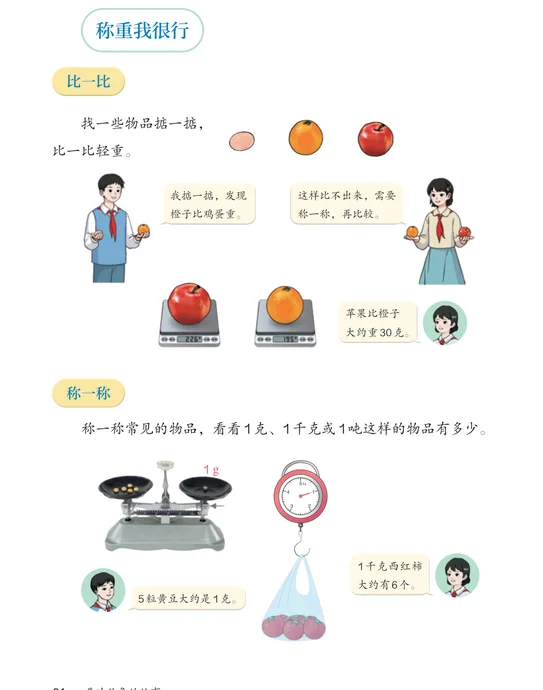 称重我很行
比一比
找一些物品掂一掂，
比一比轻重。
我掂一掂，发现
橙子比鸡蛋重。
这样比不出来，需要
称一称，再比较。
226
195
苹果比橙子
大约重30克。
称一称
称一称常见的物品，看看1克、1千克或1吨这样的物品有多少。
1g
5粒黄豆大约是1克。
1千克西红柿
大约有6个。